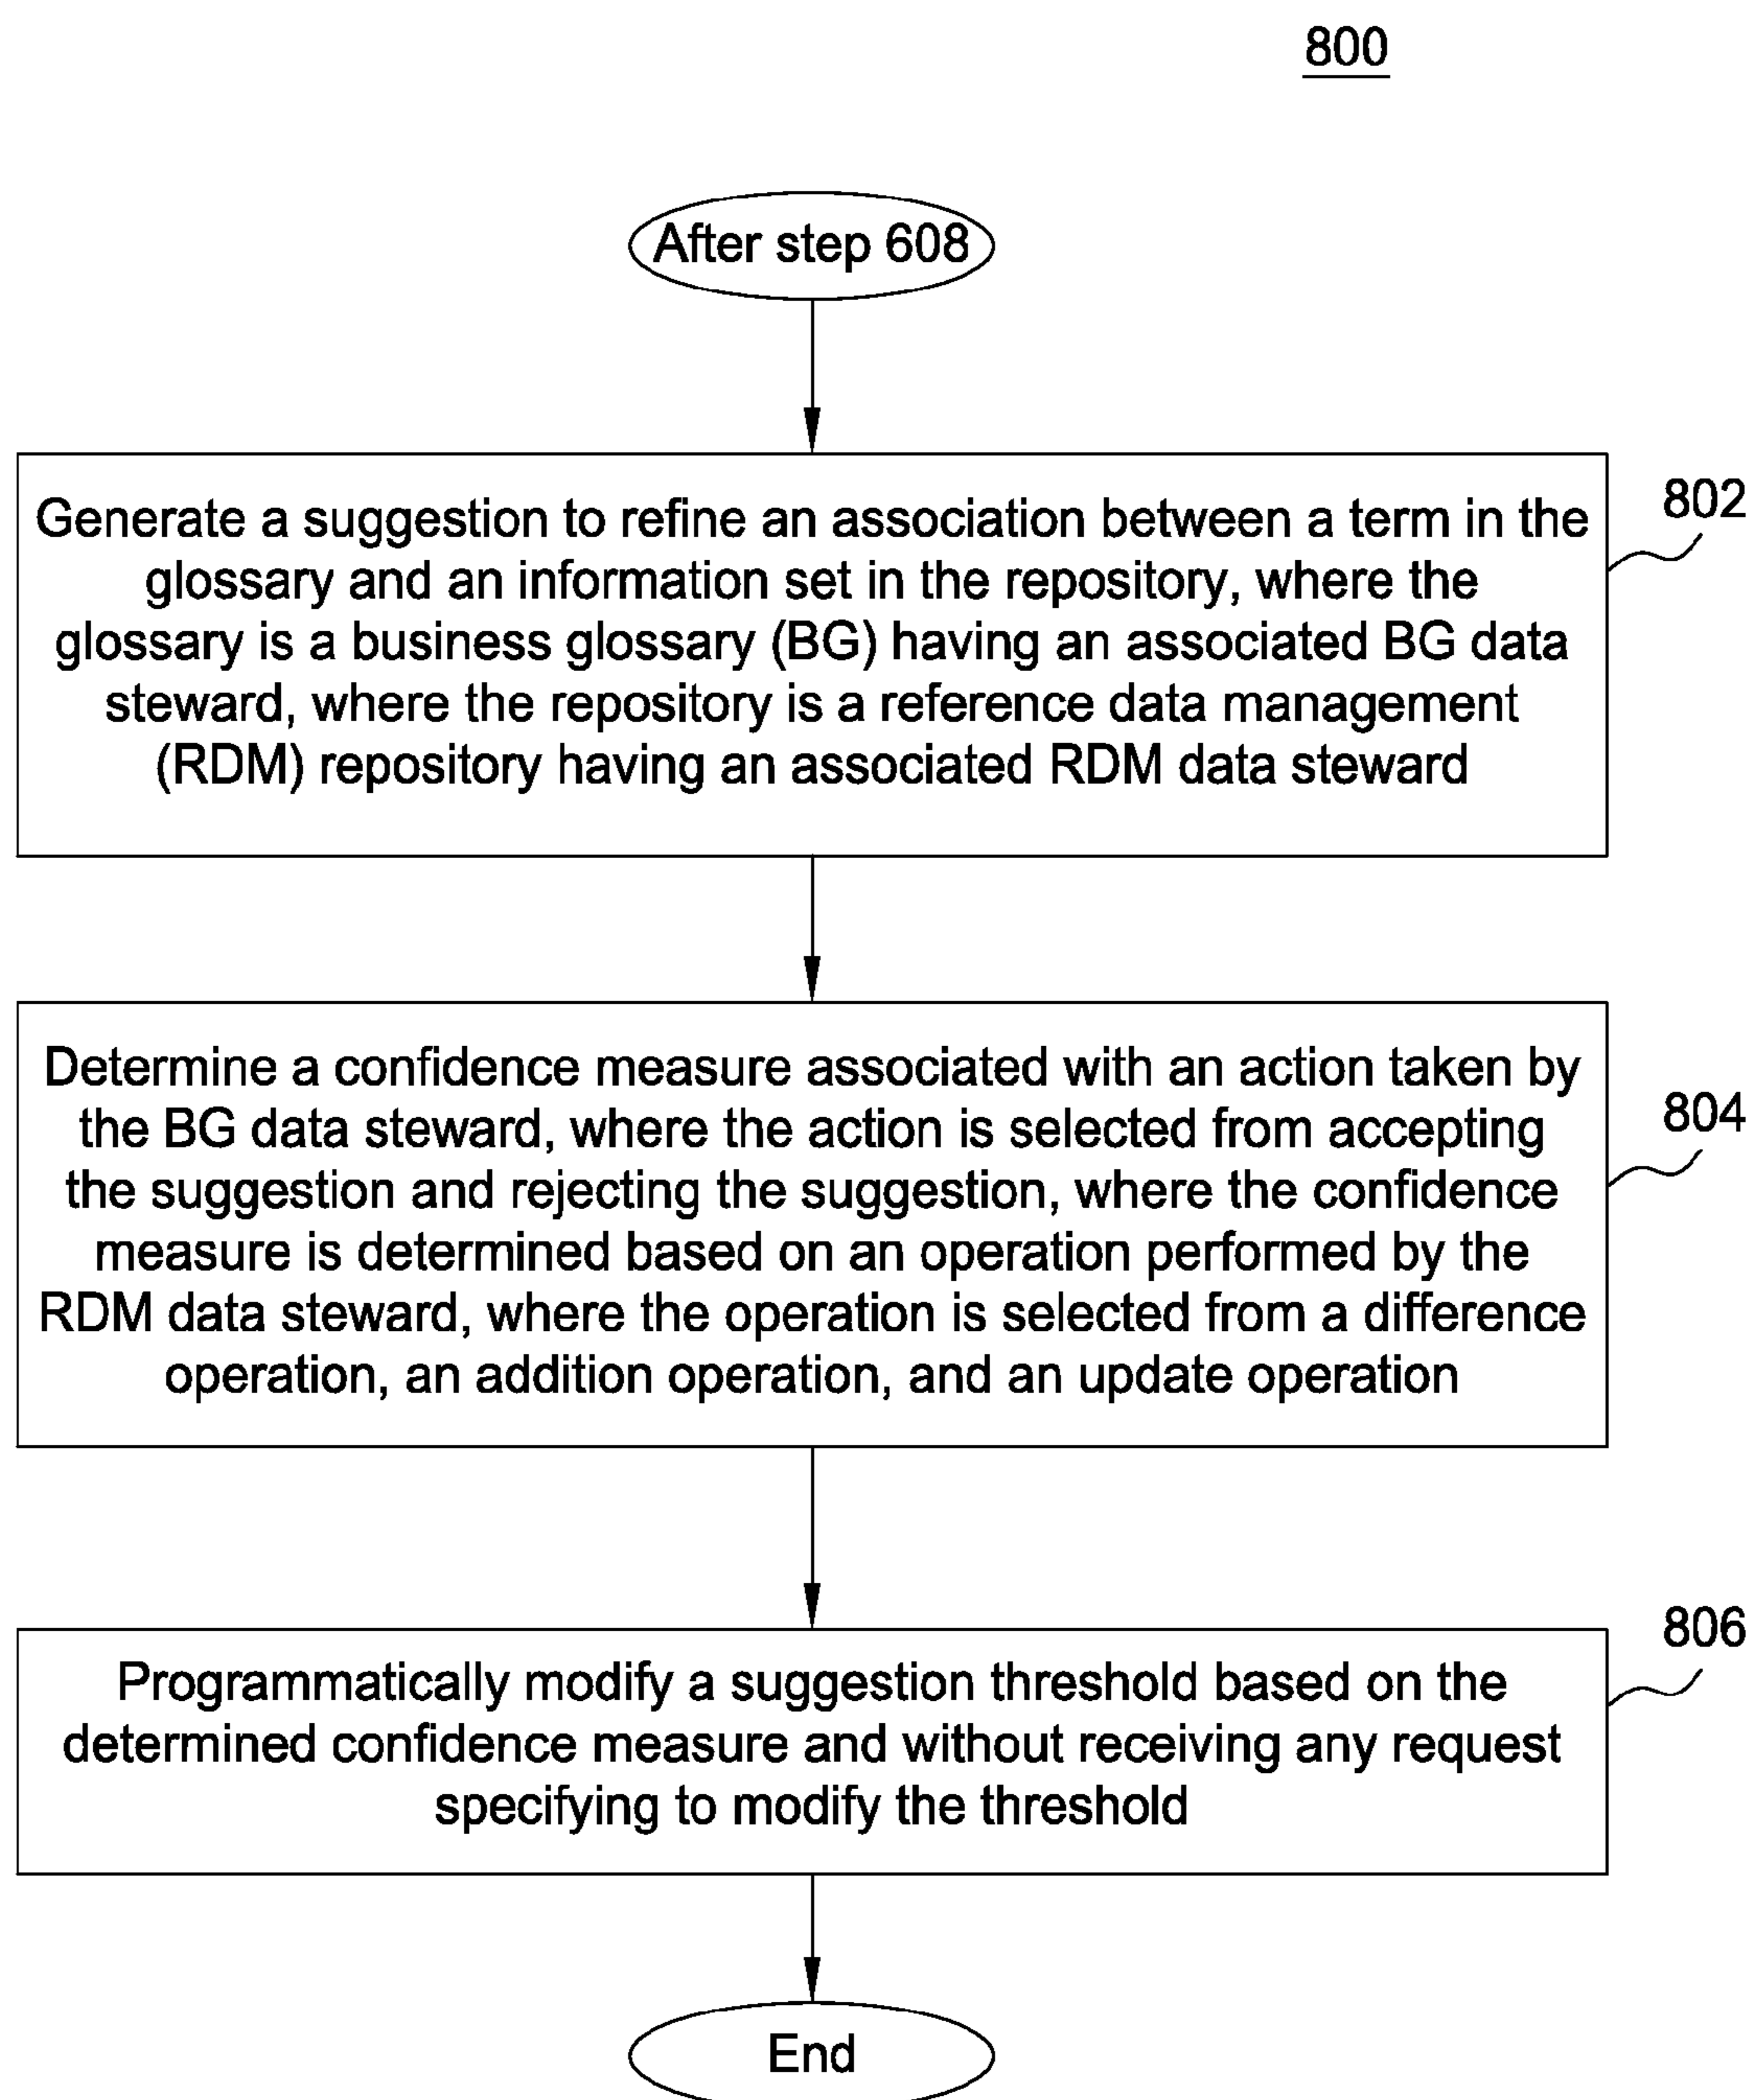 800
After step 608
Generate a suggestion to refine an association between a term in the
glossary and an information set in the repository, where the
glossary is a business glossary (BG) having an associated BG data
steward, where the repository is a reference data management
(RDM) repository having an associated RDM data steward
802
Determine a confidence measure associated with an action taken by
the BG data steward, where the action is selected from accepting
the suggestion and rejecting the suggestion, where the confidence
measure is determined based on an operation performed by the
RDM data steward, where the operation is selected from a difference
operation, an addition operation, and an update operation
804
Programmatically modify a suggestion threshold based on the
determined confidence measure and without receiving any request
specifying to modify the threshold
806
End